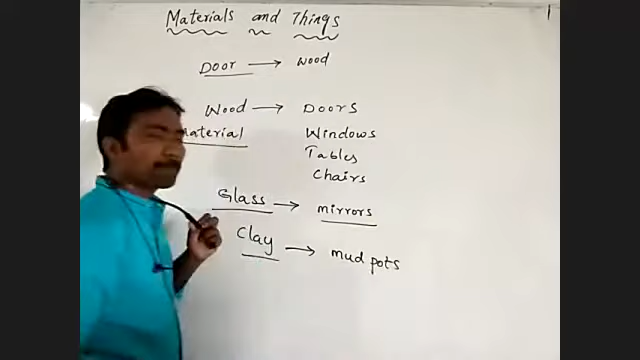 Materials and Things
Door → wood
Wood → Doors
material Windows
Tables
Chairs
Glass → mirrors
Clay → mud pots